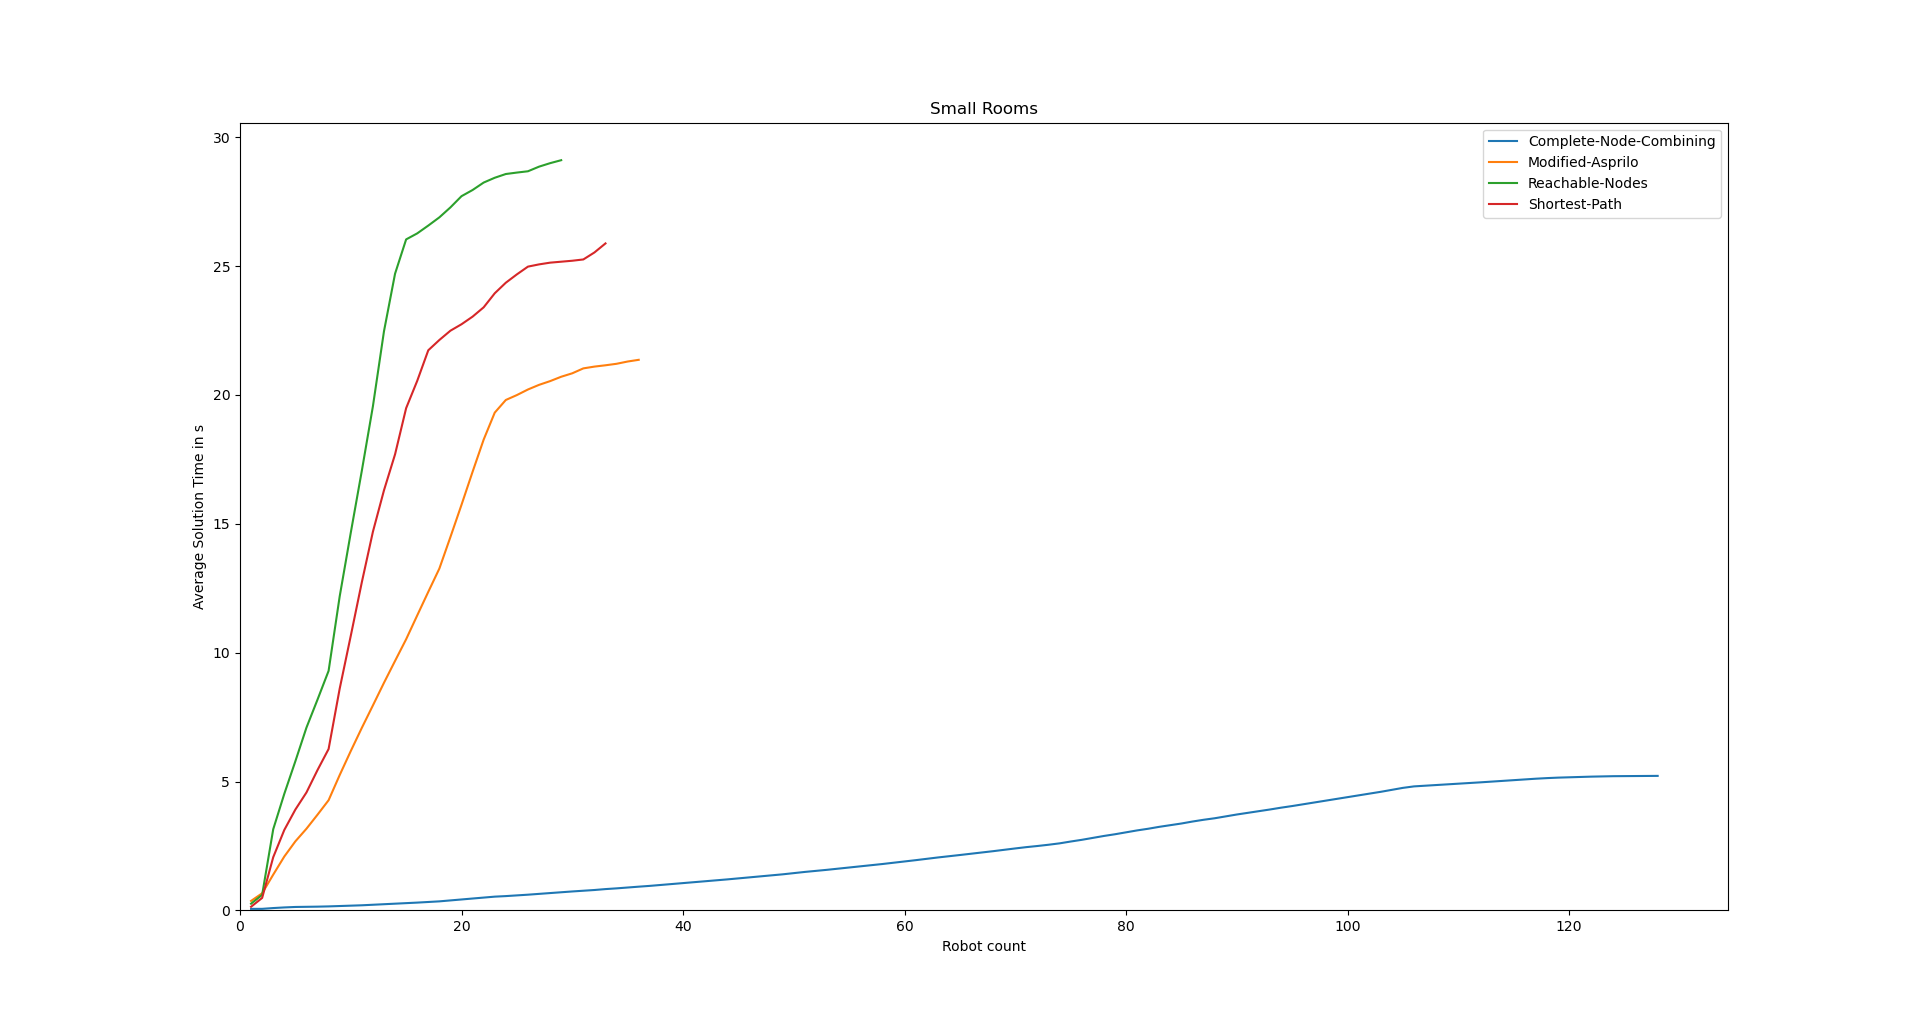 Small Rooms
Complete-Node-Combining
Modified-Asprilo
Reachable-Nodes
Shortest-Path
Average Solution Time in s
30
25
20
15
10
5
0
0 20 40 60 80 100 120
Robot count